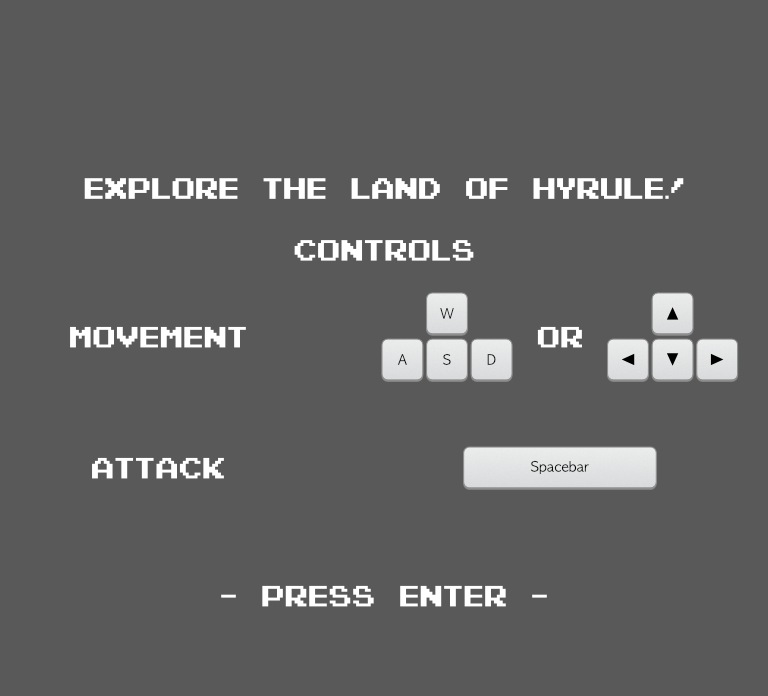 EXPLORE THE LAND OF HYRULE!
CONTROLS
W
MOVEMENT OR
A S D
ATTACK Spacebar
- PRESS ENTER -